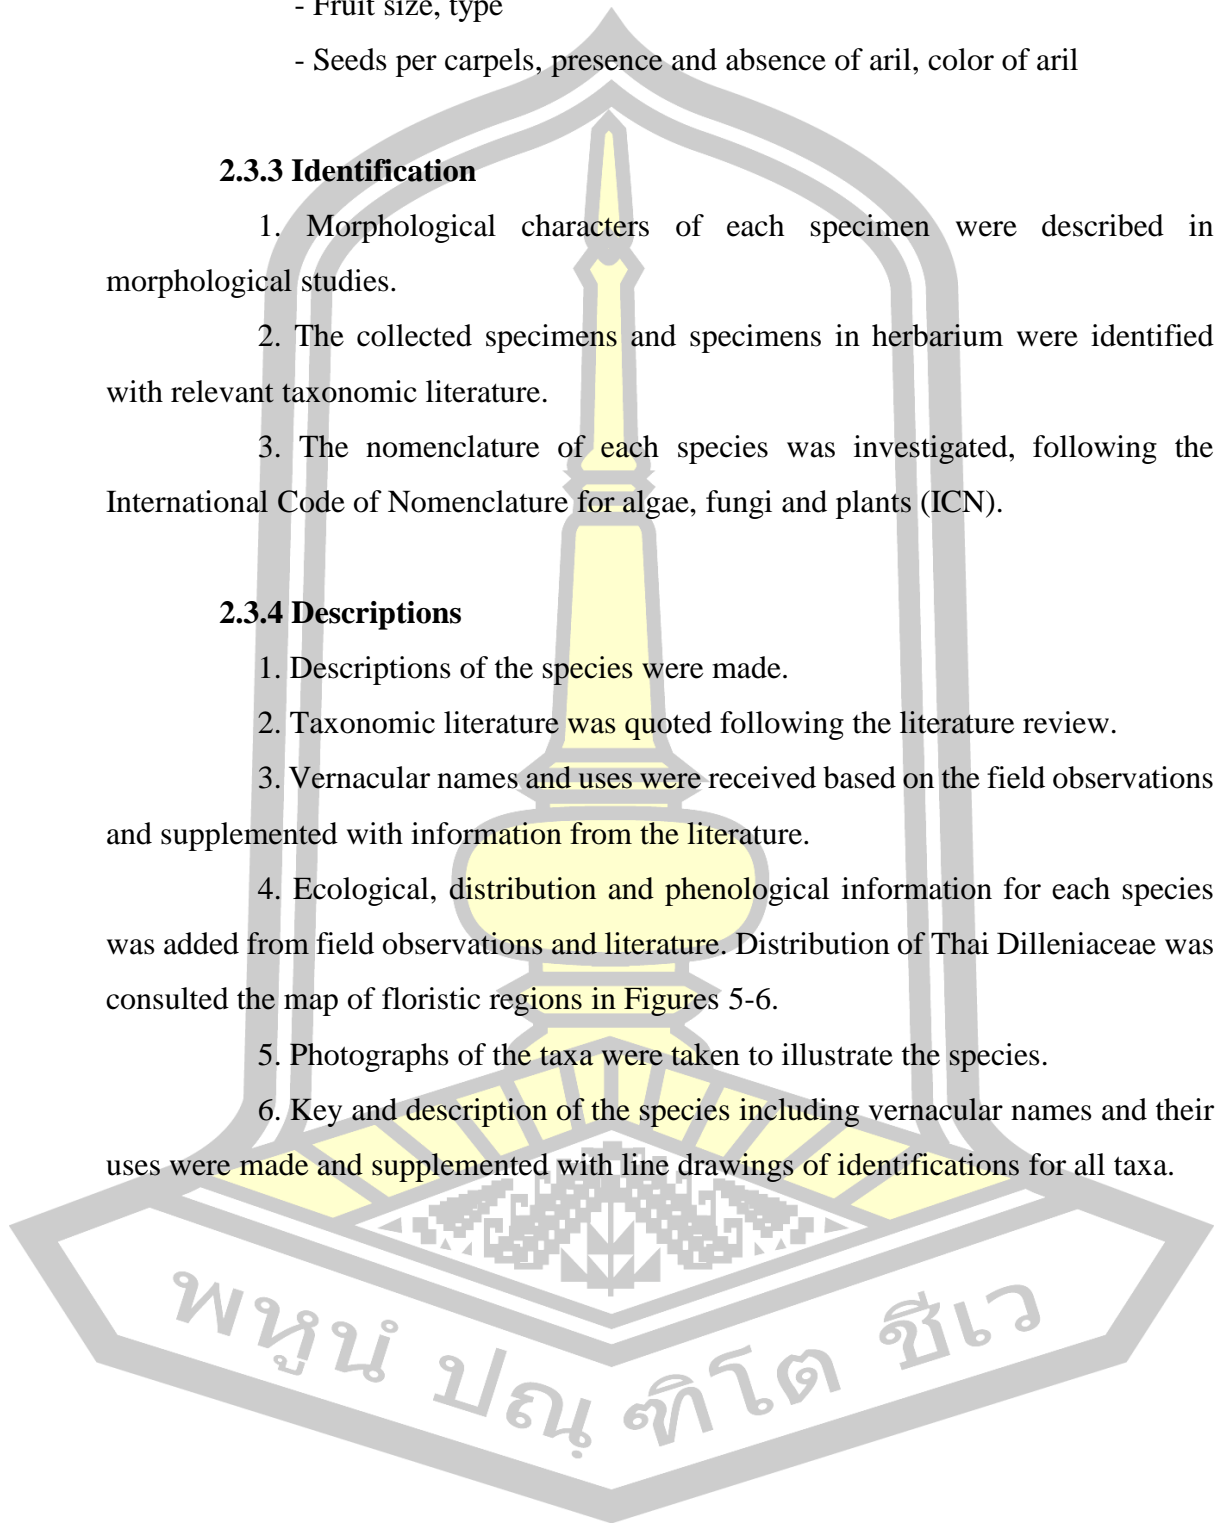 - Fruit size, type
- Seeds per carpels, presence and absence of aril, color of aril
2.3.3 Identification
1. Morphological characters of each specimen were described in
morphological studies.
2. The collected specimens and specimens in herbarium were identified
with relevant taxonomic literature.
3. The nomenclature of each species was investigated, following the
International Code of Nomenclature for algae, fungi and plants (ICN).
2.3.4 Descriptions
1. Descriptions of the species were made.
2. Taxonomic literature was quoted following the literature review.
3. Vernacular names and uses were received based on the field observations
and supplemented with information from the literature.
4. Ecological, distribution and phenological information for each species
was added from field observations and literature. Distribution of Thai Dilleniaceae was
consulted the map of floristic regions in Figures 5-6.
5. Photographs of the taxa were taken to illustrate the species.
6. Key and description of the species including vernacular names and their
uses were made and supplemented with line drawings of identifications for all taxa.
พหูนํ ปณฺฑิโต ชีเว